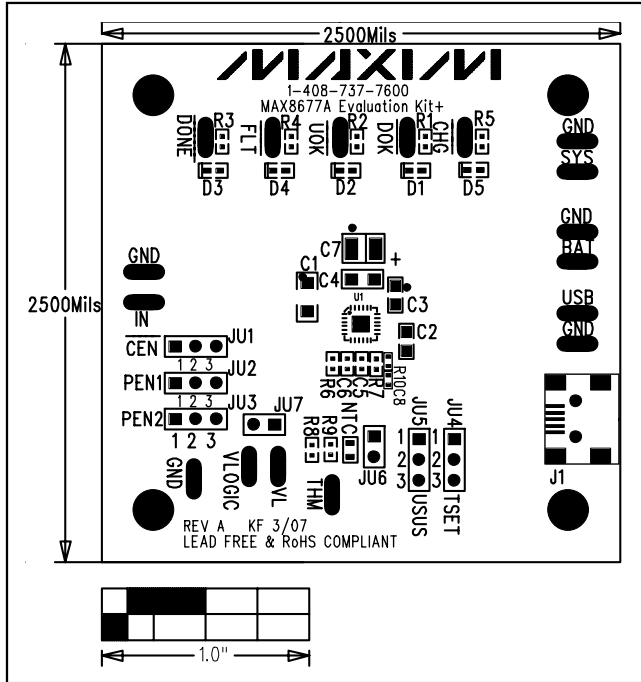 2500Mils
MAXIM
1-408-737-7600
MAX8677A Evaluation Kit+
DONE R3 FLT R4 UOK R2 DOK R1 CHG R5
D3 D4 D2 D1 D5
GND
SYS
GND
BAT
USB
GND
C7
+
C1
C4
U1
C3
C2
GND
2500Mils
IN
CEN JU1
1 2 3
PEN1 JU2
1 2 3
PEN2 JU3
1 2 3
R6 C6 C5 R7 R10 C8
JU7
R8 R9 NTC
JU6
JU5 JU4
1 1
2 2
3 3
USUS TSET
J1
GND VLOGIC VL THM
REV A KF 3/07
LEAD FREE & RoHS COMPLIANT
1.0"